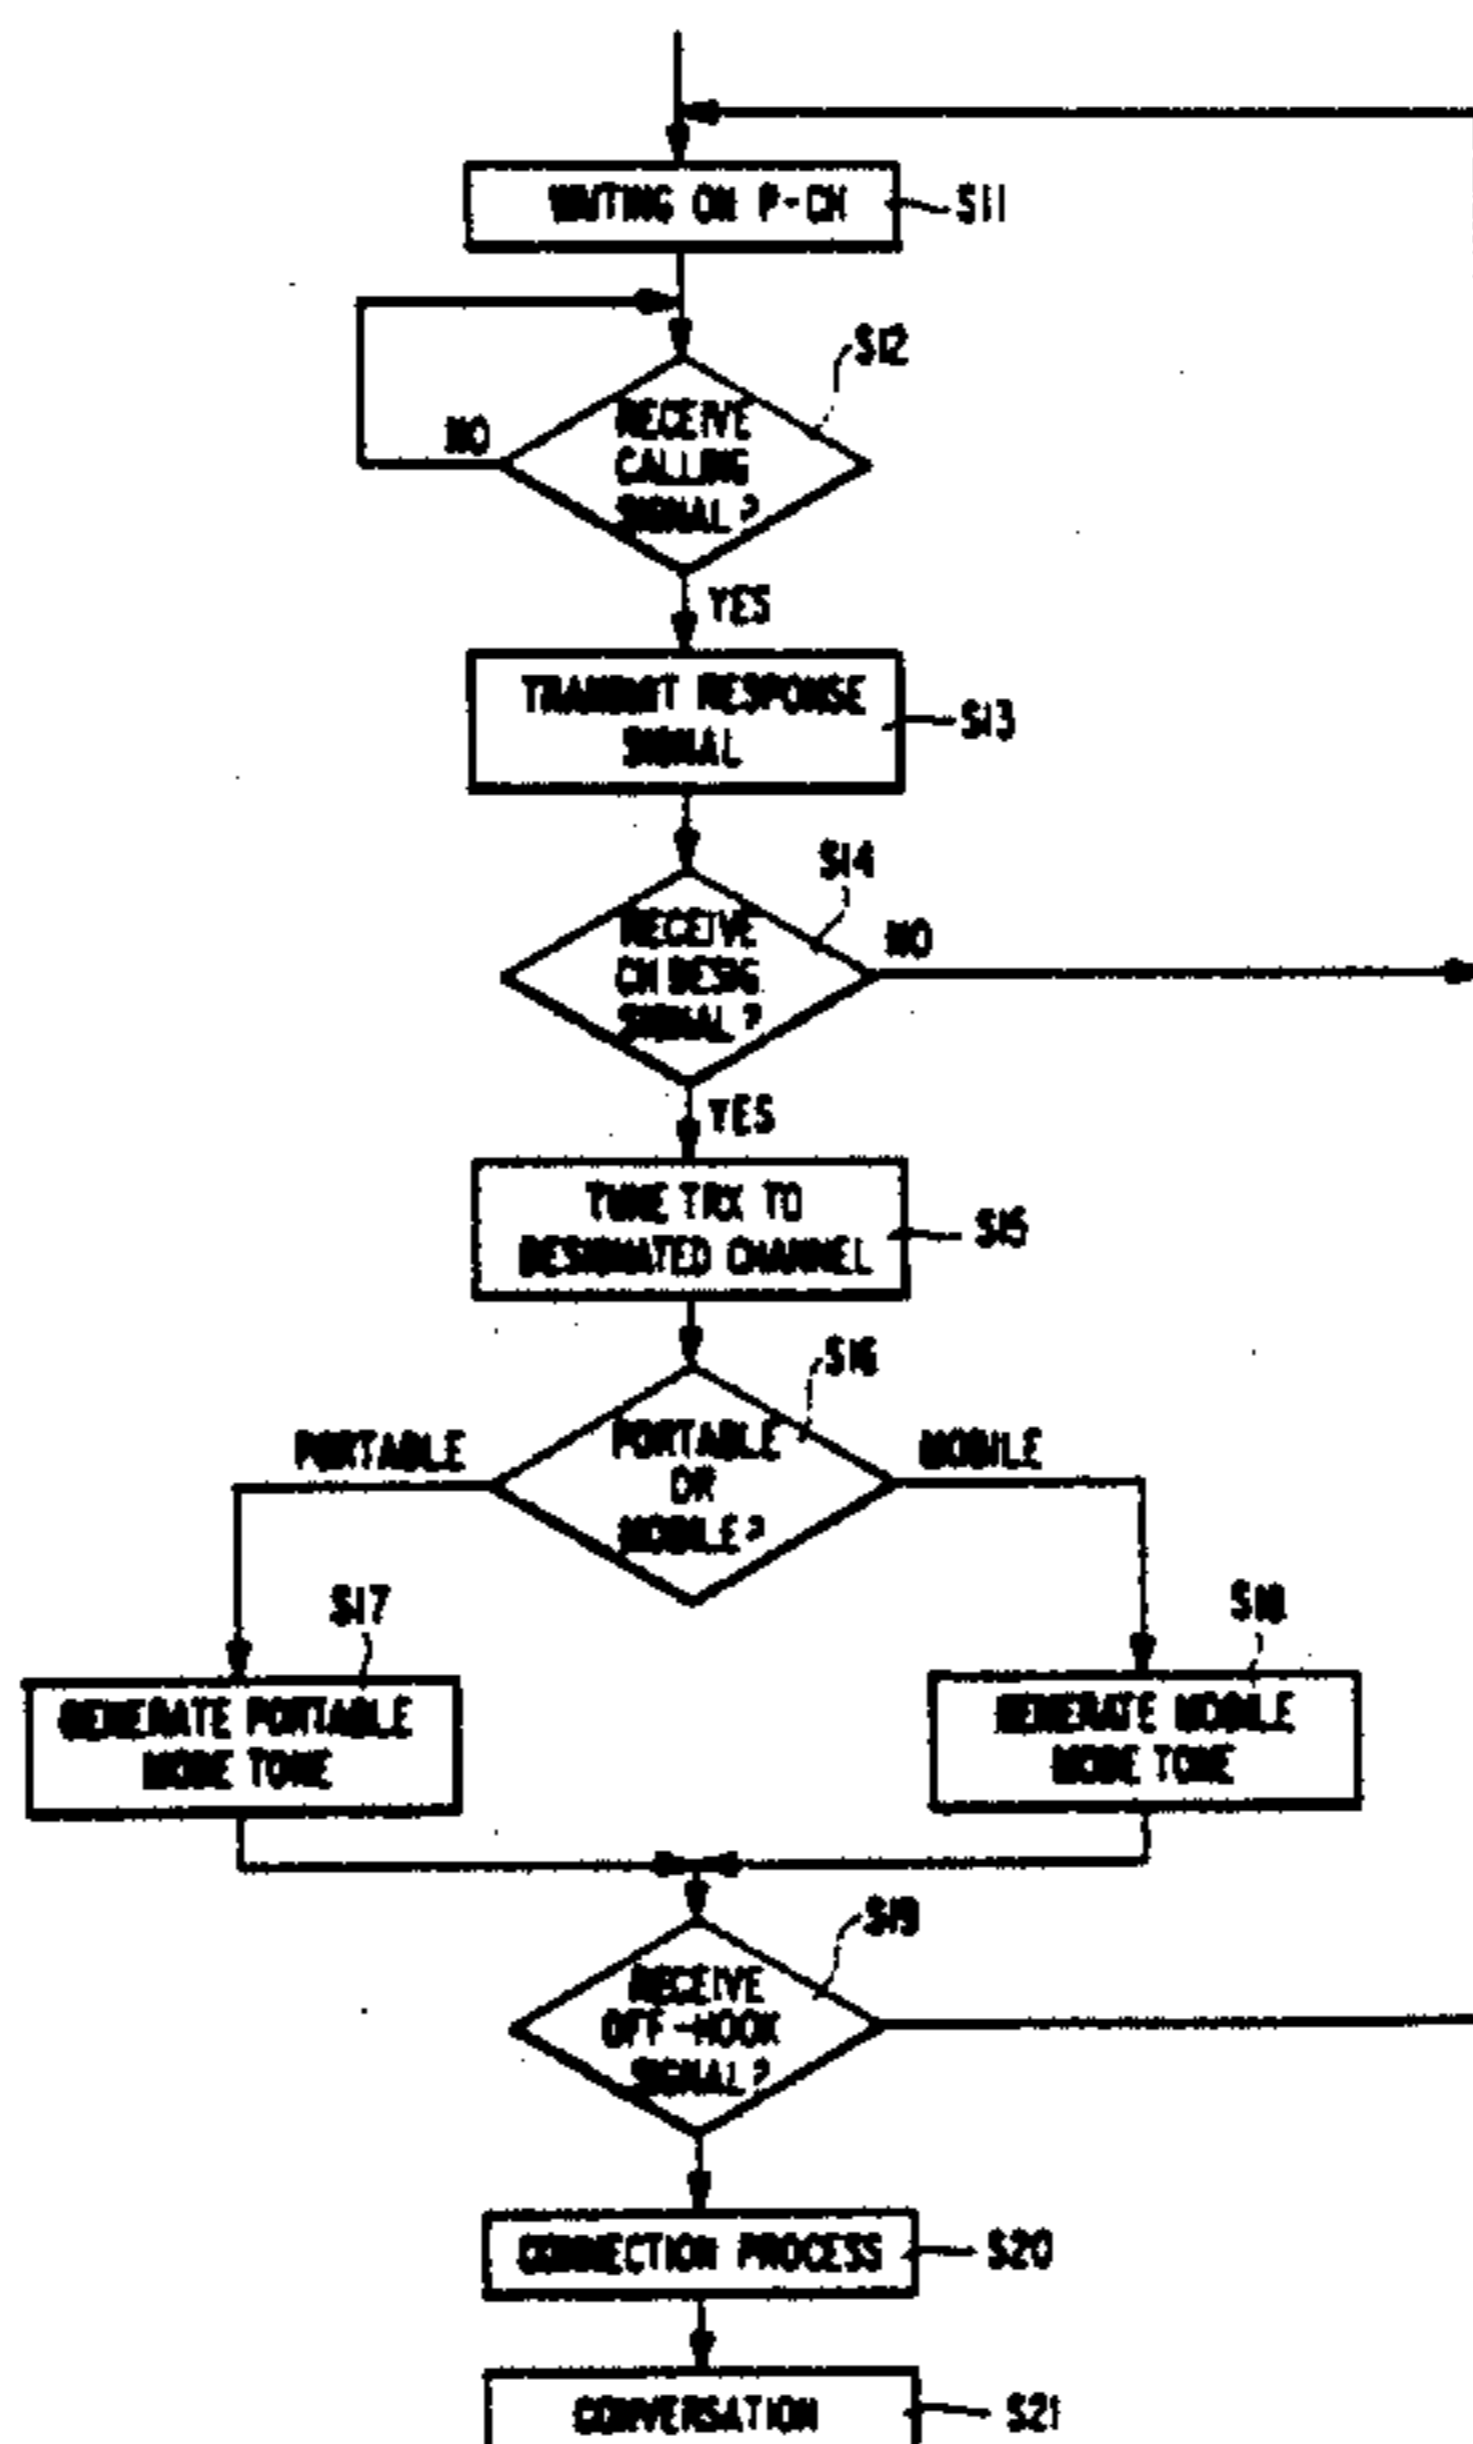 WAITING ON P-CH
S11
S12
NO
RECEIVE
CALLING
SIGNAL?
YES
TRANSMIT RESPONSE
SIGNAL
S13
S14
RECEIVE
CH DESIG.
SIGNAL?
NO
YES
TUNE TRX TO
DESIGNATED CHANNEL
S15
S16
PORTABLE
PORTABLE
OR
MOBILE?
MOBILE
S17
S18
GENERATE PORTABLE
MODE TONE
GENERATE MOBILE
MODE TONE
S19
RECEIVE
OFF-HOOK
SIGNAL?
CONNECTION PROCESS
S20
CONVERSATION
S21